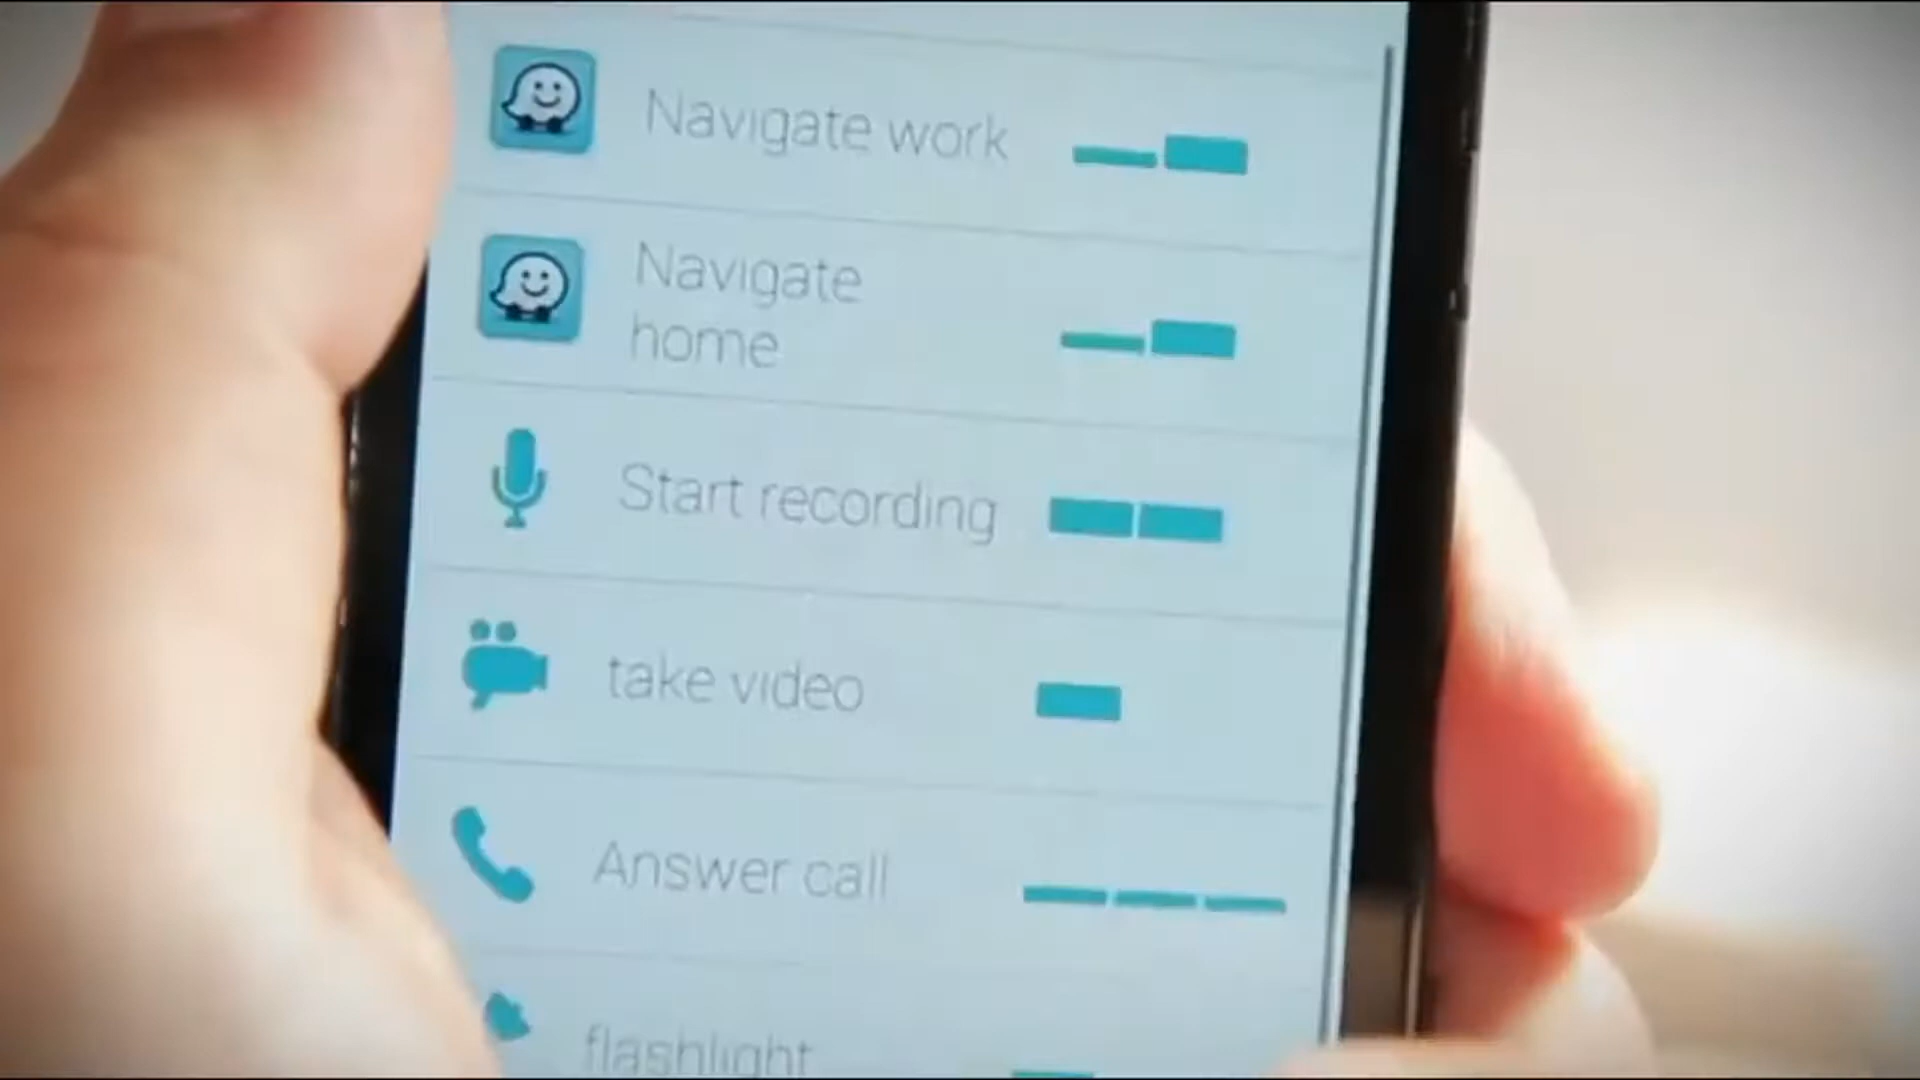 Navigate work
Navigate
home
Start recording
take video
Answer call
flashlight